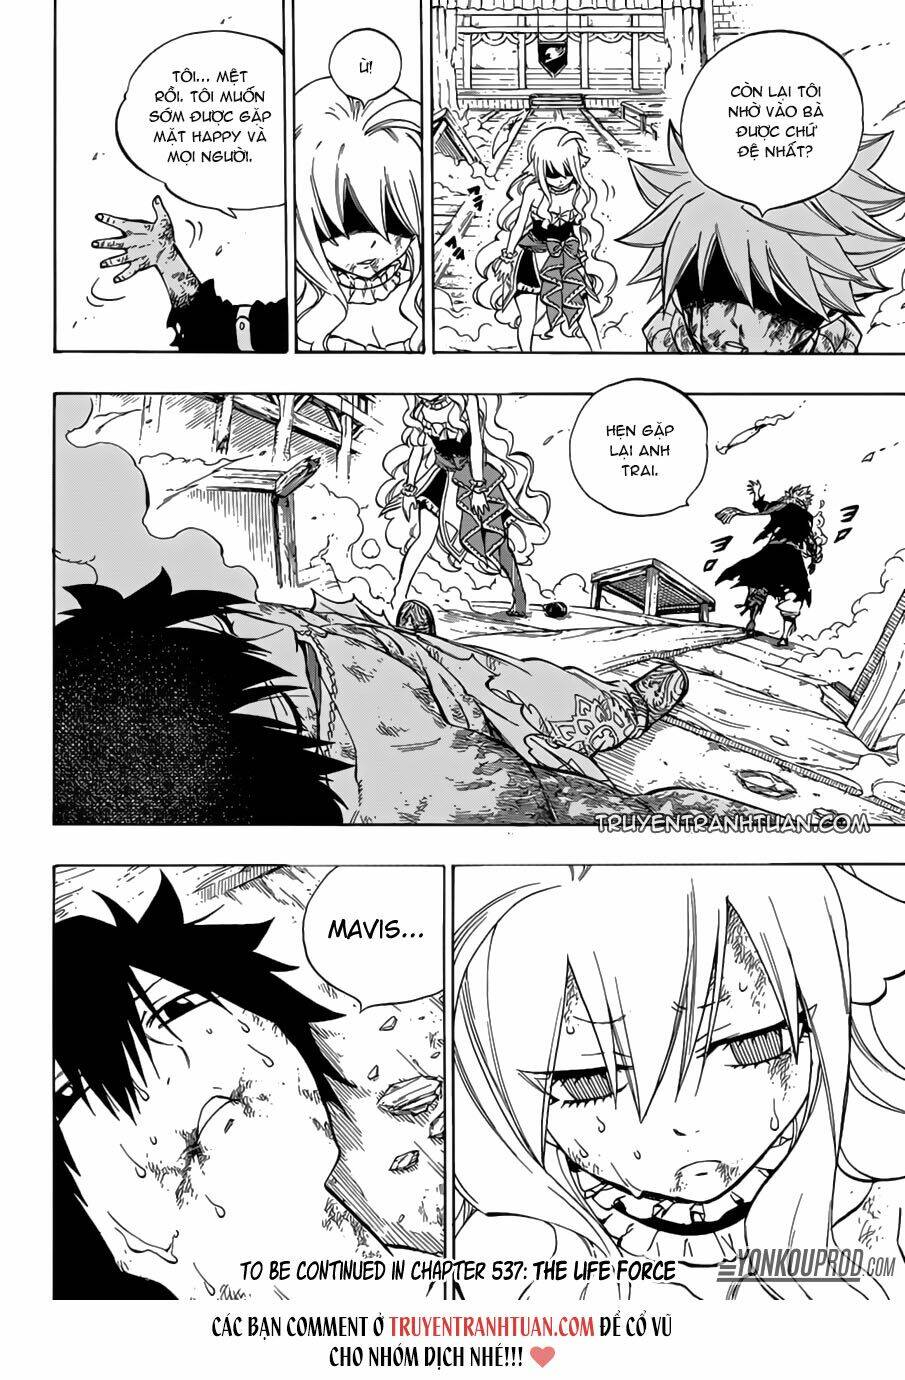 CÒN LẠI TÔI
NHỜ VÀO BÀ
ĐƯỢC CHỨ
ĐỆ NHẤT?
Ừ!
TÔI... MỆT
RỒI. TÔI MUỐN
SỚM ĐƯỢC GẶP
MẶT HAPPY VÀ
MỌI NGƯỜI.
HẸN GẶP
LẠI ANH
TRAI.
TRUYENTRANHTUAN.COM
MAVIS...
TO BE CONTINUED IN CHAPTER 537: THE LIFE FORCE
YONKOUPROD.COM
CÁC BẠN COMMENT Ở TRUYENTRANHTUAN.COM ĐỂ CỔ VŨ
CHO NHÓM DỊCH NHÉ!!! ❤